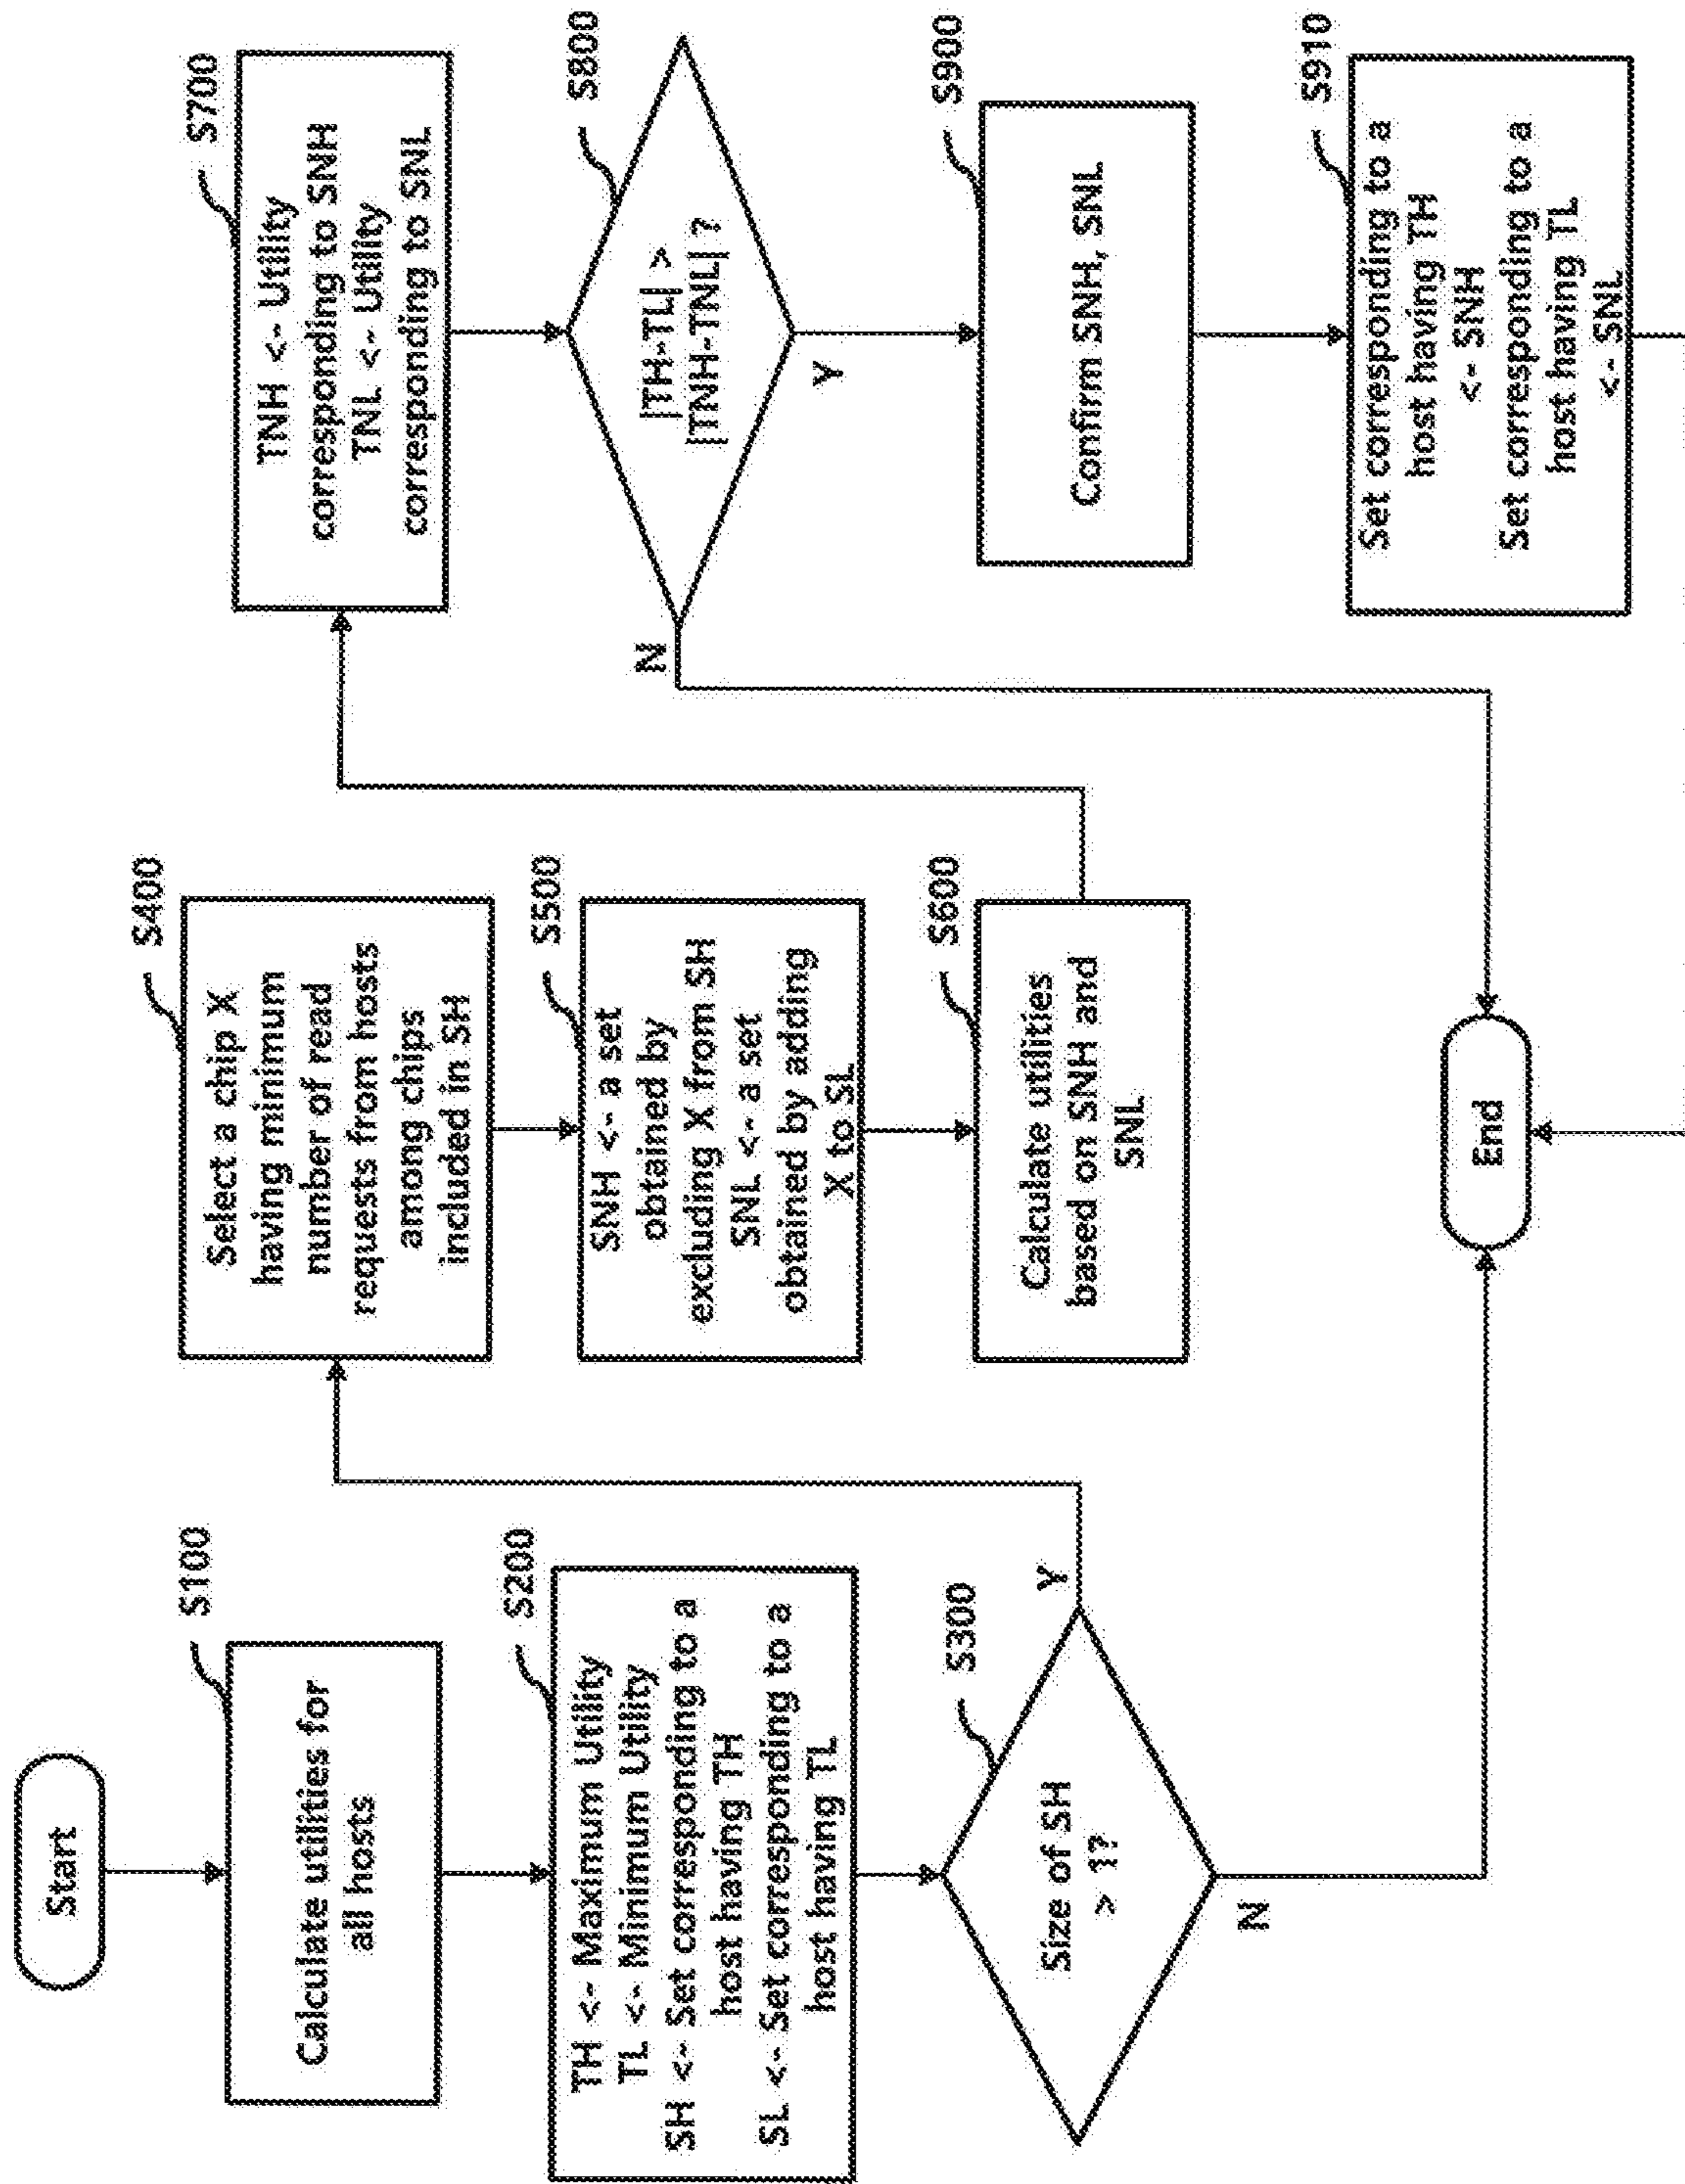 Start
S100
Calculate utilities for
all hosts
S200
TH <- Maximum Utility
TL <- Minimum Utility
SH <- Set corresponding to a
host having TH
SL <- Set corresponding to a
host having TL
S300
Size of SH
> 1?
Y
N
S400
Select a chip X
having minimum
number of read
requests from hosts
among chips
included in SH
S500
SNH <- a set
obtained by
excluding X from SH
SNL <- a set
obtained by adding
X to SL
S600
Calculate utilities
based on SNH and
SNL
End
S700
TNH <- Utility
corresponding to SNH
TNL <- Utility
corresponding to SNL
S800
|TH-TL| >
|TNH-TNL| ?
N
Y
S900
Confirm SNH, SNL
S910
Set corresponding to a
host having TH
<- SNH
Set corresponding to a
host having TL
<- SNL